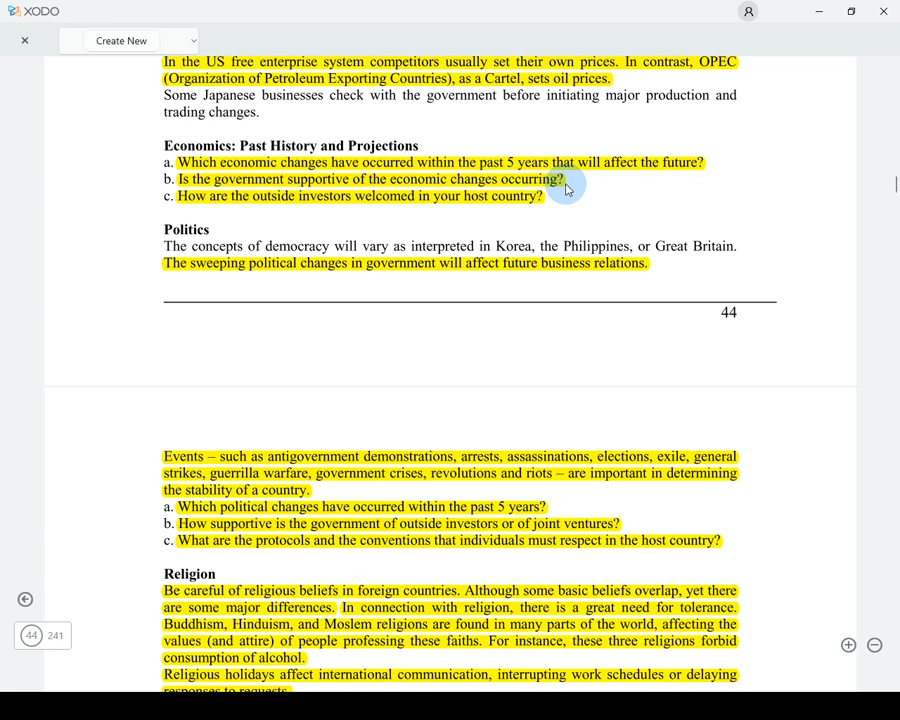 XODO
Create New
In the US free enterprise system competitors usually set their own prices. In contrast, OPEC
(Organization of Petroleum Exporting Countries), as a Cartel, sets oil prices.
Some Japanese businesses check with the government before initiating major production and
trading changes.
Economics: Past History and Projections
a. Which economic changes have occurred within the past 5 years that will affect the future?
b. Is the government supportive of the economic changes occurring?
c. How are the outside investors welcomed in your host country?
Politics
The concepts of democracy will vary as interpreted in Korea, the Philippines, or Great Britain.
The sweeping political changes in government will affect future business relations.
44
Events – such as antigovernment demonstrations, arrests, assassinations, elections, exile, general
strikes, guerrilla warfare, government crises, revolutions and riots – are important in determining
the stability of a country.
a. Which political changes have occurred within the past 5 years?
b. How supportive is the government of outside investors or of joint ventures?
c. What are the protocols and the conventions that individuals must respect in the host country?
Religion
Be careful of religious beliefs in foreign countries. Although some basic beliefs overlap, yet there
are some major differences. In connection with religion, there is a great need for tolerance.
Buddhism, Hinduism, and Moslem religions are found in many parts of the world, affecting the
values (and attire) of people professing these faiths. For instance, these three religions forbid
consumption of alcohol.
Religious holidays affect international communication, interrupting work schedules or delaying
responses to requests.
44 241